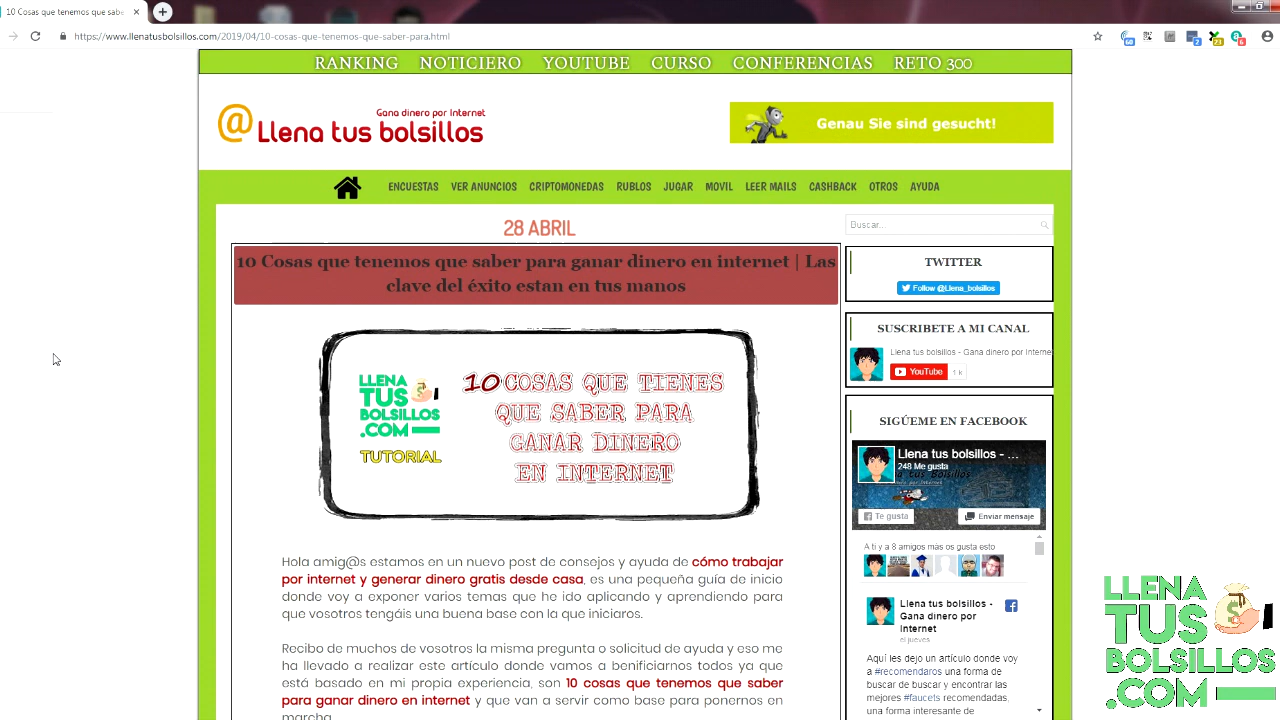 10 Cosas que tenemos que sabe
https://www.llenatusbolsillos.com/2019/04/10-cosas-que-tenemos-que-saber-para.html
RANKING NOTICIERO YOUTUBE CURSO CONFERENCIAS RETO 300
Gana dinero por Internet
@Llena tus bolsillos
Genau Sie sind gesucht!
ENCUESTAS VER ANUNCIOS CRIPTOMONEDAS RUBLOS JUGAR MOVIL LEER MAILS CASHBACK OTROS AYUDA
28 ABRIL
10 Cosas que tenemos que saber para ganar dinero en internet | Las
clave del éxito estan en tus manos
LLENA
TUS
BOLSILLOS
.COM
TUTORIAL
10 COSAS QUE TIENES
QUE SABER PARA
GANAR DINERO
EN INTERNET
Hola amig@s estamos en un nuevo post de consejos y ayuda de cómo trabajar
por internet y generar dinero gratis desde casa, es una pequeña guía de inicio
donde voy a exponer varios temas que he ido aplicando y aprendiendo para
que vosotros tengáis una buena base con la que iniciaros.
Recibo de muchos de vosotros la misma pregunta o solicitud de ayuda y eso me
ha llevado a realizar este artículo donde vamos a benificiarnos todos ya que
está basado en mi propia experiencia, son 10 cosas que tenemos que saber
para ganar dinero en internet y que van a servir como base para ponernos en
marcha
Buscar...
TWITTER
Follow @Llena_bolsillos
SUSCRIBETE A MI CANAL
Llena tus bolsillos - Gana dinero por Interne
YouTube 1 k
SIGÚEME EN FACEBOOK
Llena tus bolsillos - ...
248 Me gusta
Te gusta
Enviar mensaje
A ti y a 8 amigos más os gusta esto
Llena tus bolsillos -
Gana dinero por
Internet
el jueves
Aquí les dejo un artículo donde voy
a #recomendaros una forma de
buscar de buscar y encontrar las
mejores #faucets recomendadas,
una forma interesante de
LLENA
TUS
BOLSILLOS
.COM